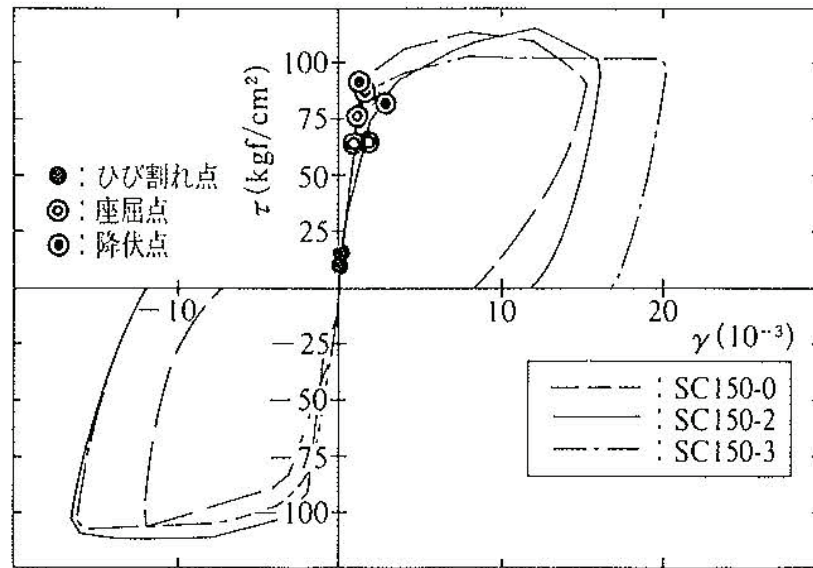 τ (kgf/cm²)
100
75
50
25
● : ひび割れ点
◎ : 座屈点
◉ : 降伏点
−10
10
20
γ (10⁻³)
−25
−50
−75
−100
: SC150-0
: SC150-2
: SC150-3